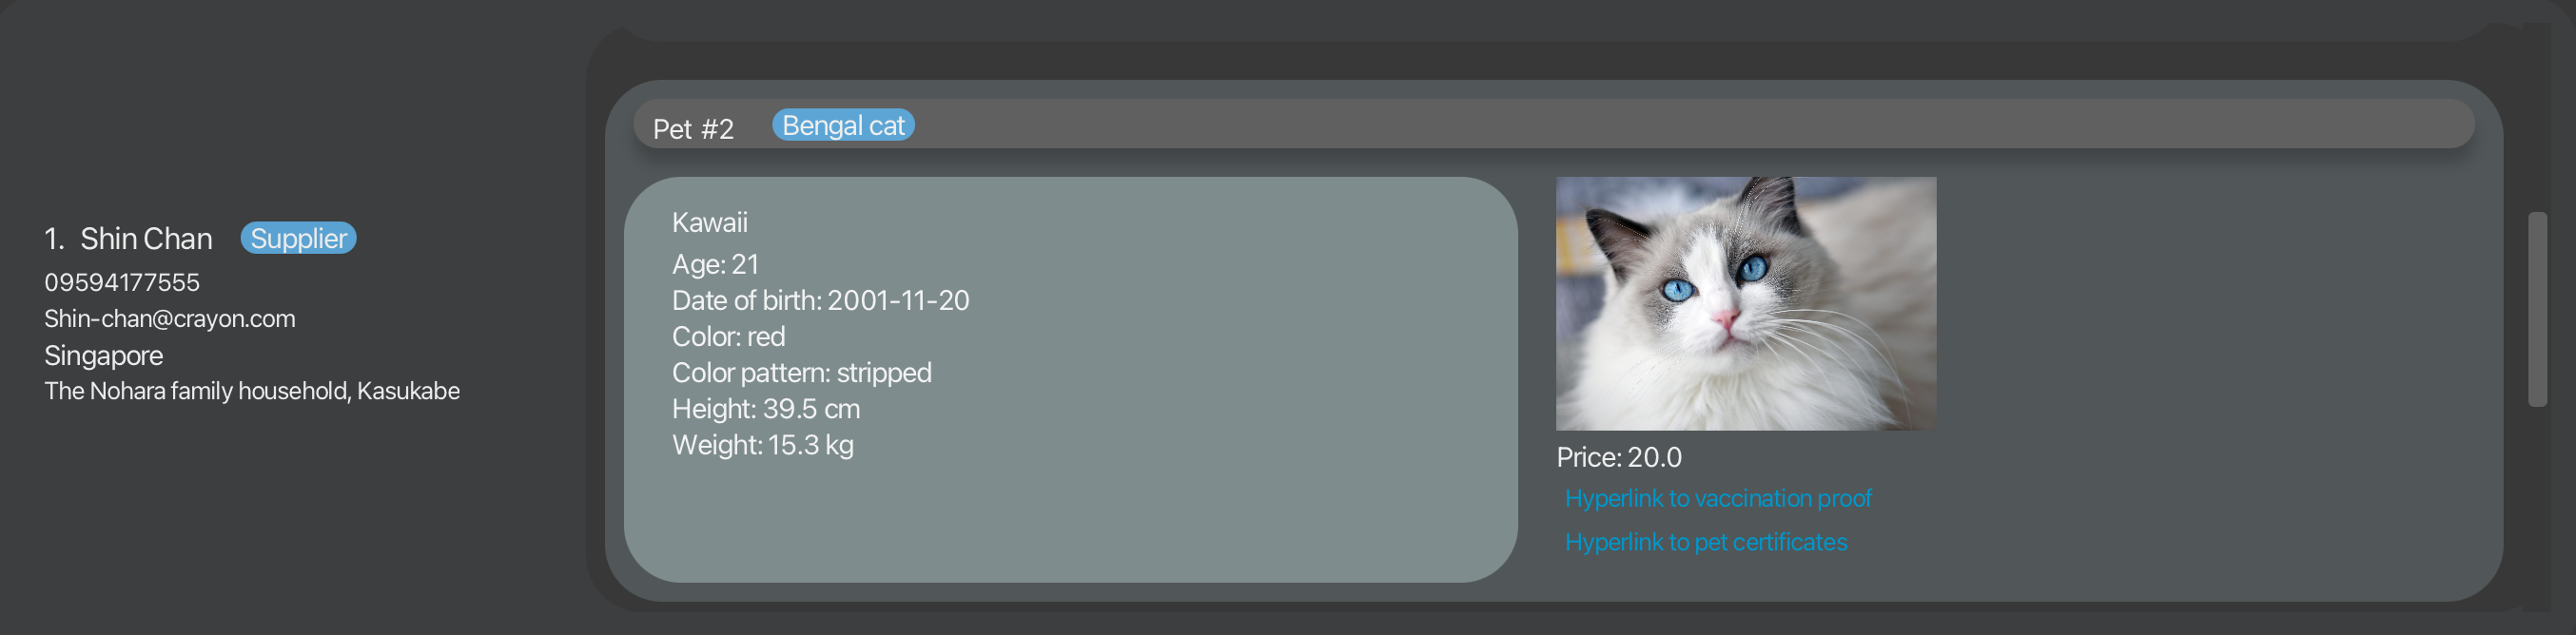 1. Shin Chan Supplier
09594177555
Shin-chan@crayon.com
Singapore
The Nohara family household, Kasukabe
Pet #2 Bengal cat
Kawaii
Age: 21
Date of birth: 2001-11-20
Color: red
Color pattern: stripped
Height: 39.5 cm
Weight: 15.3 kg
Price: 20.0
Hyperlink to vaccination proof
Hyperlink to pet certificates